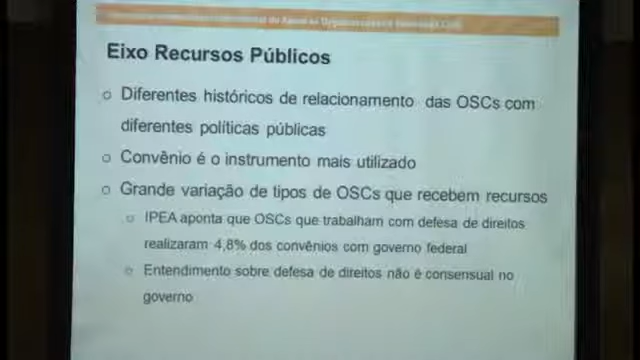 Eixo Recursos Públicos
o Diferentes históricos de relacionamento das OSCs com
diferentes políticas públicas
o Convênio é o instrumento mais utilizado
o Grande variação de tipos de OSCs que recebem recursos
o IPEA aponta que OSCs que trabalham com defesa de direitos
realizaram 4,8% dos convênios com governo federal
o Entendimento sobre defesa de direitos não é consensual no
governo